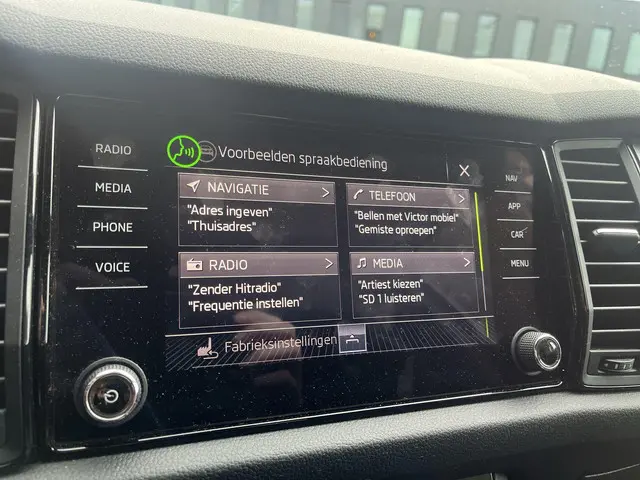 RADIO
MEDIA
PHONE
VOICE
Voorbeelden spraakbediening
X
NAVIGATIE >
"Adres ingeven"
"Thuisadres"
TELEFOON >
"Bellen met Victor mobiel"
"Gemiste oproepen"
RADIO >
"Zender Hitradio"
"Frequentie instellen"
MEDIA >
"Artiest kiezen"
"SD 1 luisteren"
Fabrieksinstellingen
NAV
APP
CAR
MENU